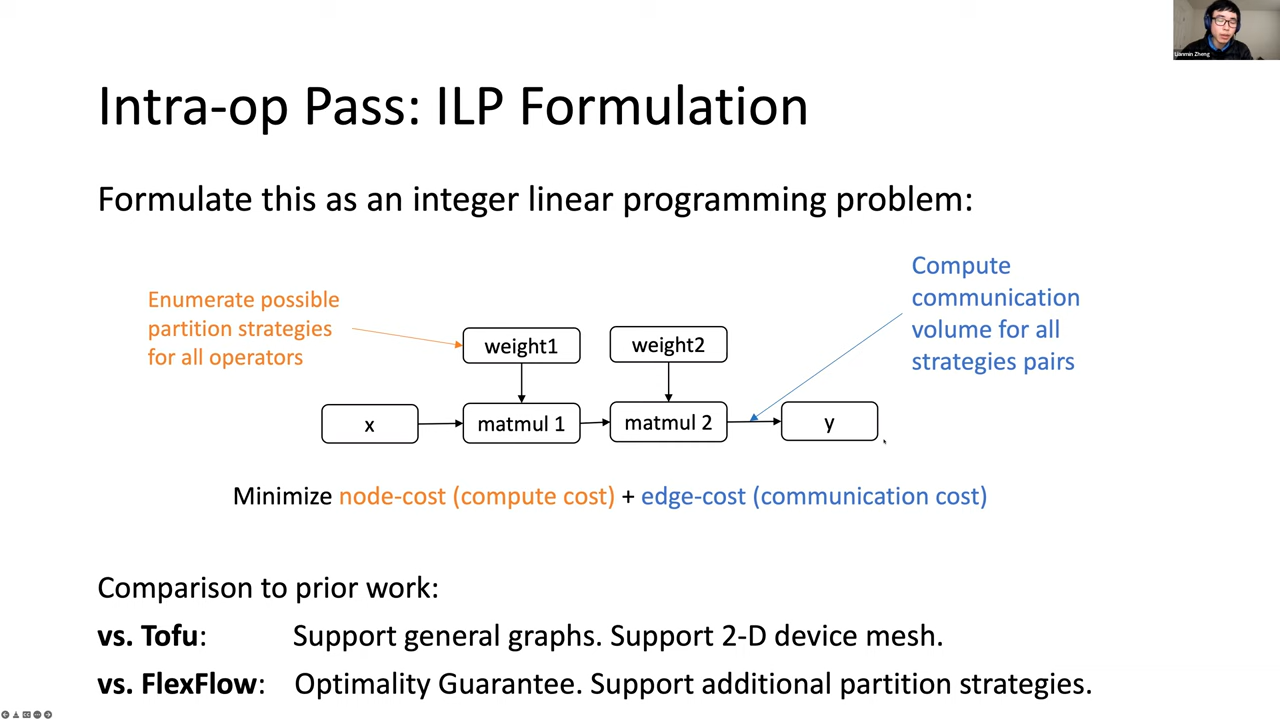 Lianmin Zheng
Intra-op Pass: ILP Formulation
Formulate this as an integer linear programming problem:
Enumerate possible
partition strategies
for all operators
Compute
communication
volume for all
strategies pairs
weight1
weight2
x
matmul 1
matmul 2
y
Minimize node-cost (compute cost) + edge-cost (communication cost)
Comparison to prior work:
vs. Tofu: Support general graphs. Support 2-D device mesh.
vs. FlexFlow: Optimality Guarantee. Support additional partition strategies.